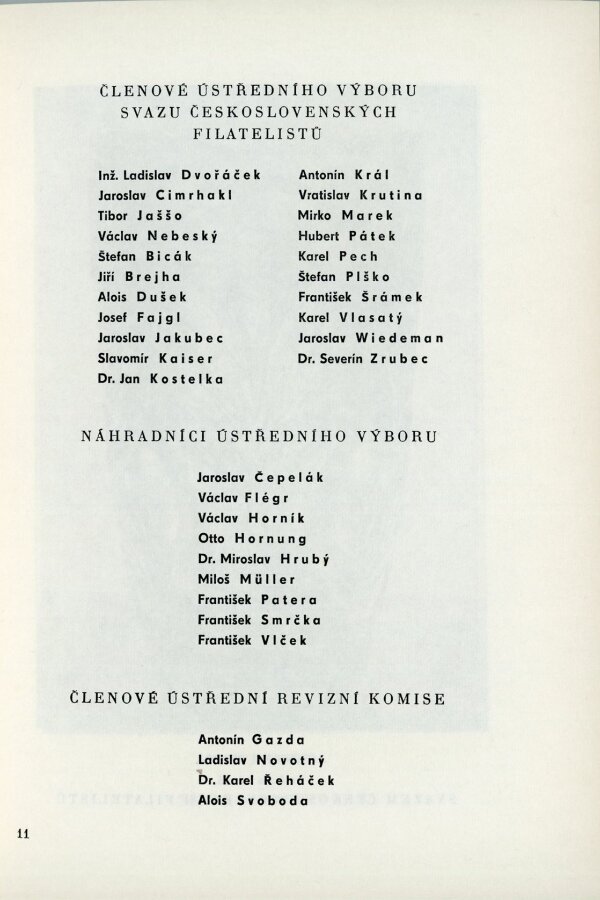 ČLENOVÉ ÚSTŘEDNÍHO VÝBORU
SVAZU ČESKOSLOVENSKÝCH
FILATELISTŮ
Inž. Ladislav Dvořáček
Jaroslav Cimrhakl
Tibor Jaššo
Václav Nebeský
Štefan Bicák
Jiří Brejha
Alois Dušek
Josef Fajgl
Jaroslav Jakubec
Slavomír Kaiser
Dr. Jan Kostelka
Antonín Král
Vratislav Krutina
Mirko Marek
Hubert Pátek
Karel Pech
Štefan Plško
František Šrámek
Karel Vlasatý
Jaroslav Wiedeman
Dr. Severín Zrubec
NÁHRADNÍCI ÚSTŘEDNÍHO VÝBORU
Jaroslav Čepelák
Václav Flégr
Václav Horník
Otto Hornung
Dr. Miroslav Hrubý
Miloš Müller
František Patera
František Smrčka
František Vlček
ČLENOVÉ ÚSTŘEDNÍ REVIZNÍ KOMISE
Antonín Gazda
Ladislav Novotný
Dr. Karel Řeháček
Alois Svoboda
11